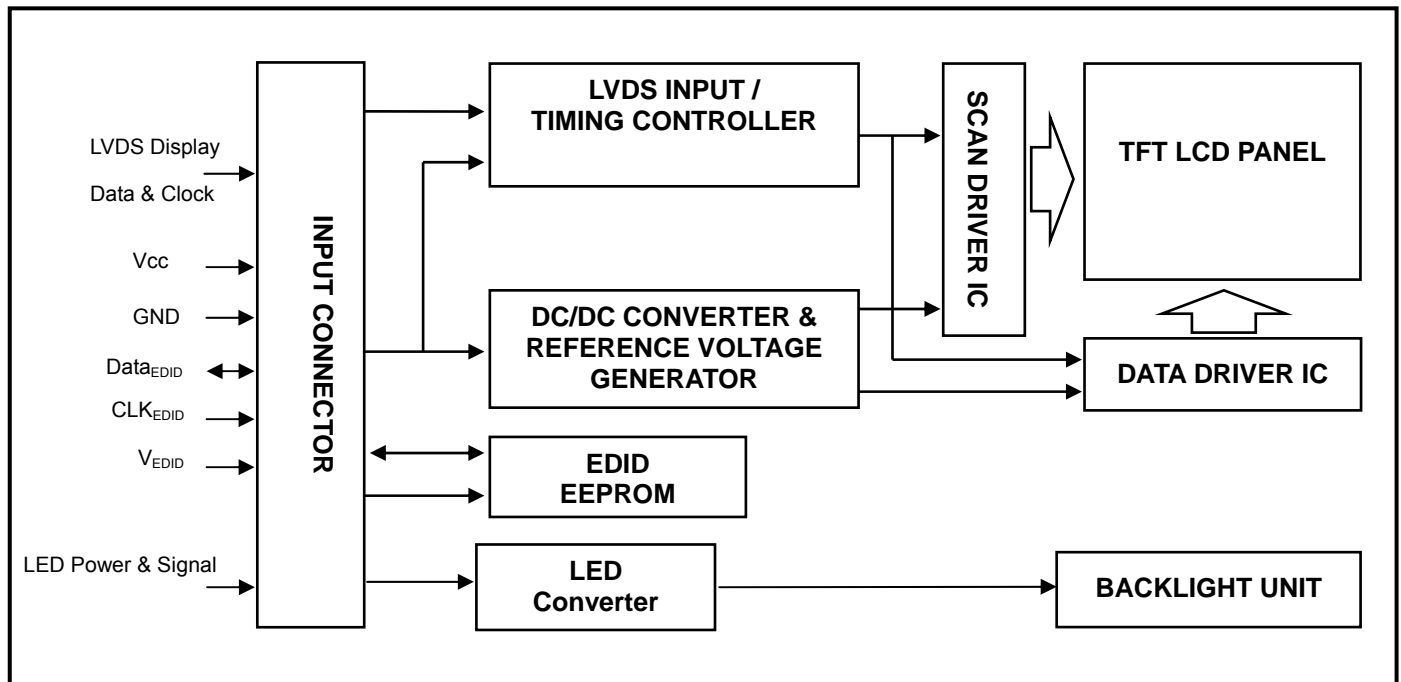 LVDS Display
Data & Clock
Vcc
GND
DataEDID
CLKEDID
VEDID
LED Power & Signal
INPUT CONNECTOR
LVDS INPUT /
TIMING CONTROLLER
DC/DC CONVERTER &
REFERENCE VOLTAGE
GENERATOR
EDID
EEPROM
LED
Converter
SCAN DRIVER IC
TFT LCD PANEL
DATA DRIVER IC
BACKLIGHT UNIT